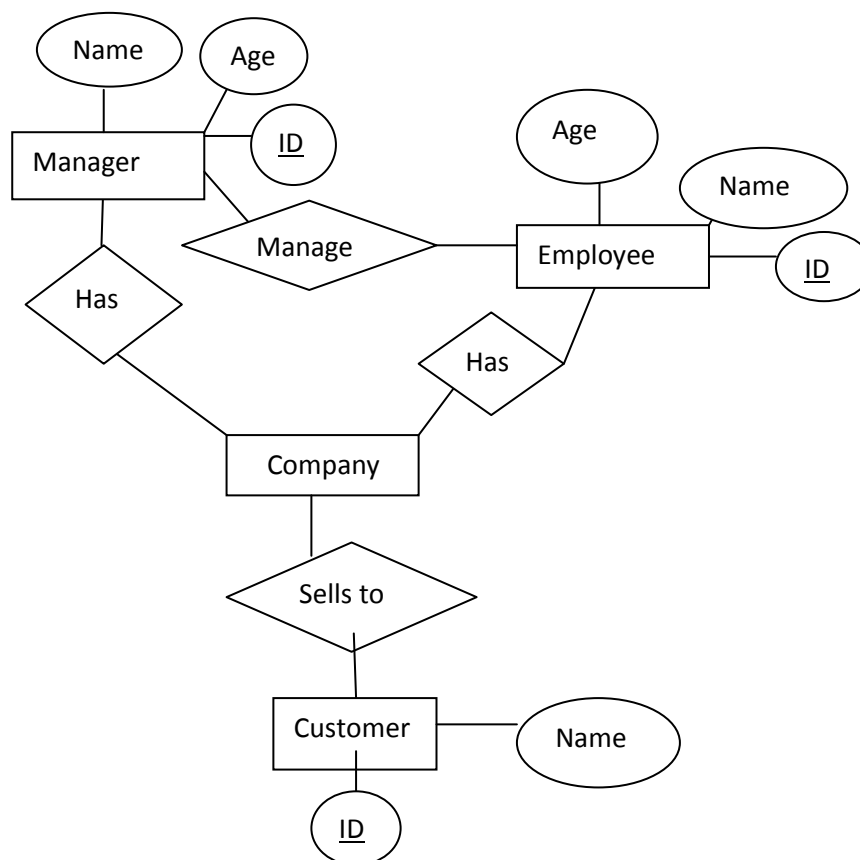 Name
Age
ID
Manager
Age
Name
Manage
Employee
ID
Has
Has
Company
Sells to
Customer
Name
ID